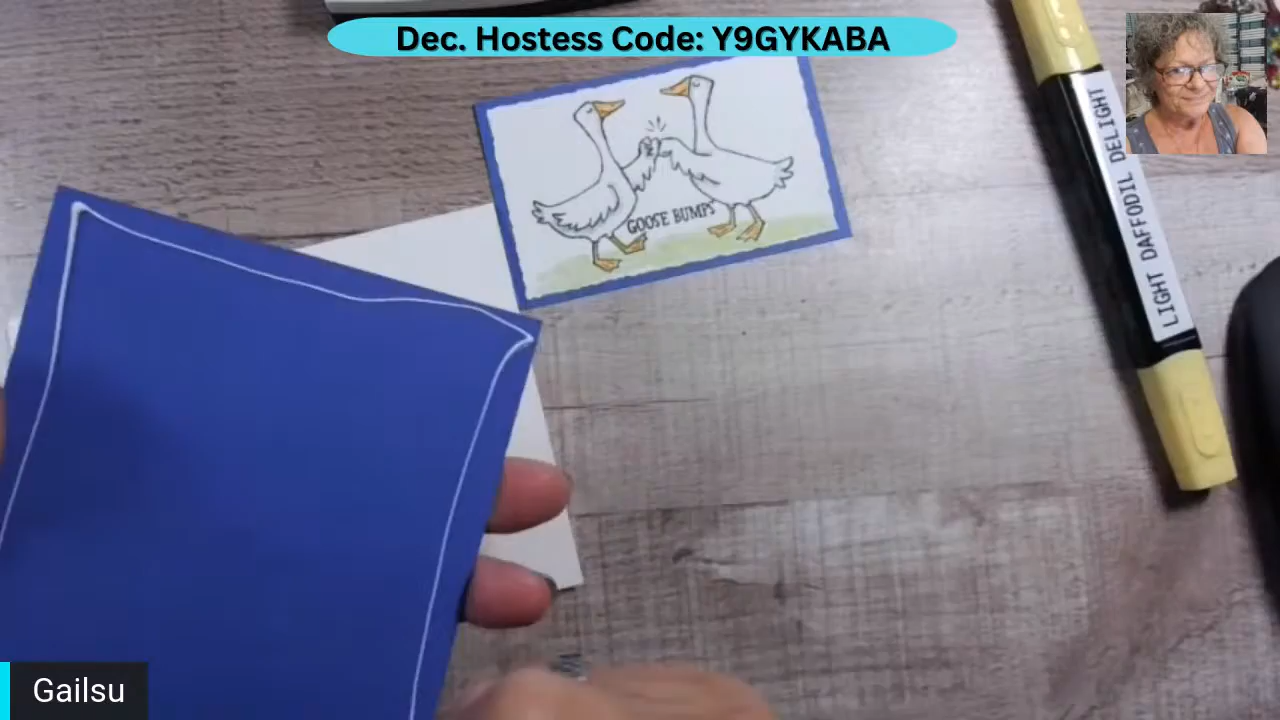 Dec. Hostess Code: Y9GYKABA
GOOSE BUMPS
LIGHT DAFFODIL DELIGHT
Gailsu